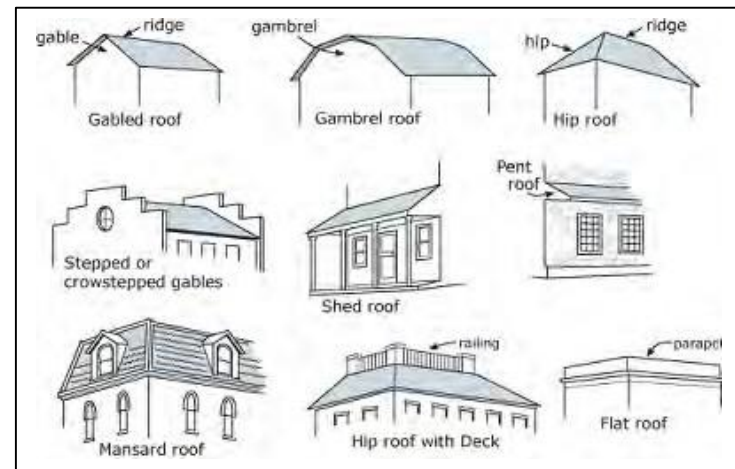 gable
ridge
Gabled roof
gambrel
Gambrel roof
hip
ridge
Hip roof
Stepped or
crowstepped gables
Shed roof
Pent
roof
Mansard roof
railing
Hip roof with Deck
parapet
Flat roof